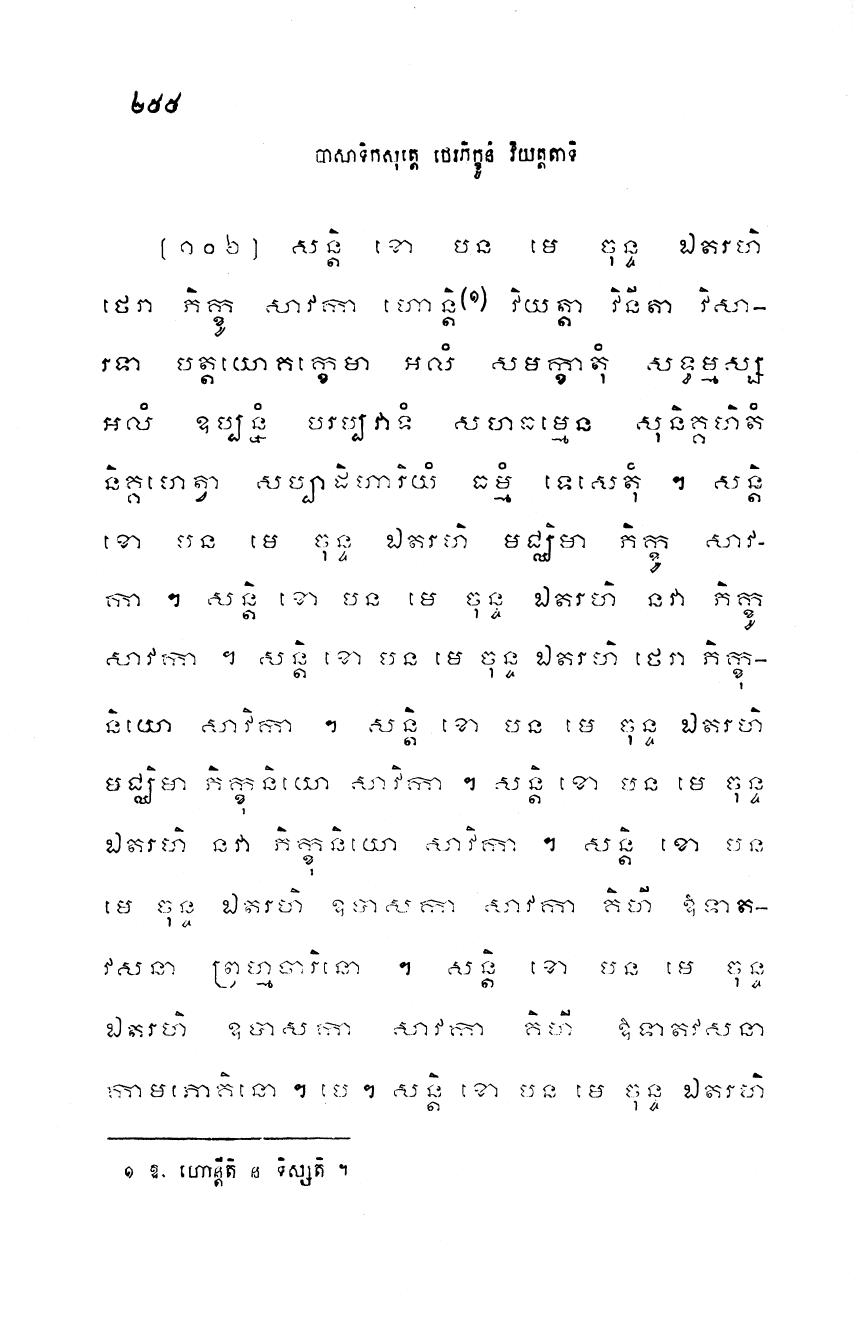 ២៥៥
បាសាទិកសុត្តេ ថេរភិក្ខូនំ វិយត្តតាទិ
[១០៦] សន្តិ ខោ បន មេ ចុន្ទ ឯតរហិ
ថេរា ភិក្ខូ សាវកា ហោន្តិ(១) វិយត្តា វិនីតា វិសា-
រទា បត្តយោគក្ខេមា អលំ សមក្ខាតុំ សទ្ធម្មស្ស
អលំ ឧប្បន្នំ បរប្បវាទំ សហធម្មេន សុនិគ្គហិតំ
និគ្គហេត្វា សប្បាដិហារិយំ ធម្មំ ទេសេតុំ ។ សន្តិ
ខោ បន មេ ចុន្ទ ឯតរហិ មជ្ឈិមា ភិក្ខូ សាវ-
កា ។ សន្តិ ខោ បន មេ ចុន្ទ ឯតរហិ នវា ភិក្ខូ
សាវកា ។ សន្តិ ខោ បន មេ ចុន្ទ ឯតរហិ ថេរា ភិក្ខុ-
និយោ សាវិកា ។ សន្តិ ខោ បន មេ ចុន្ទ ឯតរហិ
មជ្ឈិមា ភិក្ខុនិយោ សាវិកា ។ សន្តិ ខោ បន មេ ចុន្ទ
ឯតរហិ នវា ភិក្ខុនិយោ សាវិកា ។ សន្តិ ខោ បន
មេ ចុន្ទ ឯតរហិ ឧបាសកា សាវកា គិហី ឱទាត-
វសនា ព្រហ្មចារិនោ ។ សន្តិ ខោ បន មេ ចុន្ទ
ឯតរហិ ឧបាសកា សាវកា គិហី ឱទាតវសនា
កាមភោគិនោ ។ បេ ។ សន្តិ ខោ បន មេ ចុន្ទ ឯតរហិ
១ ឱ. ហោន្តីតិ ន ទិស្សតិ ។